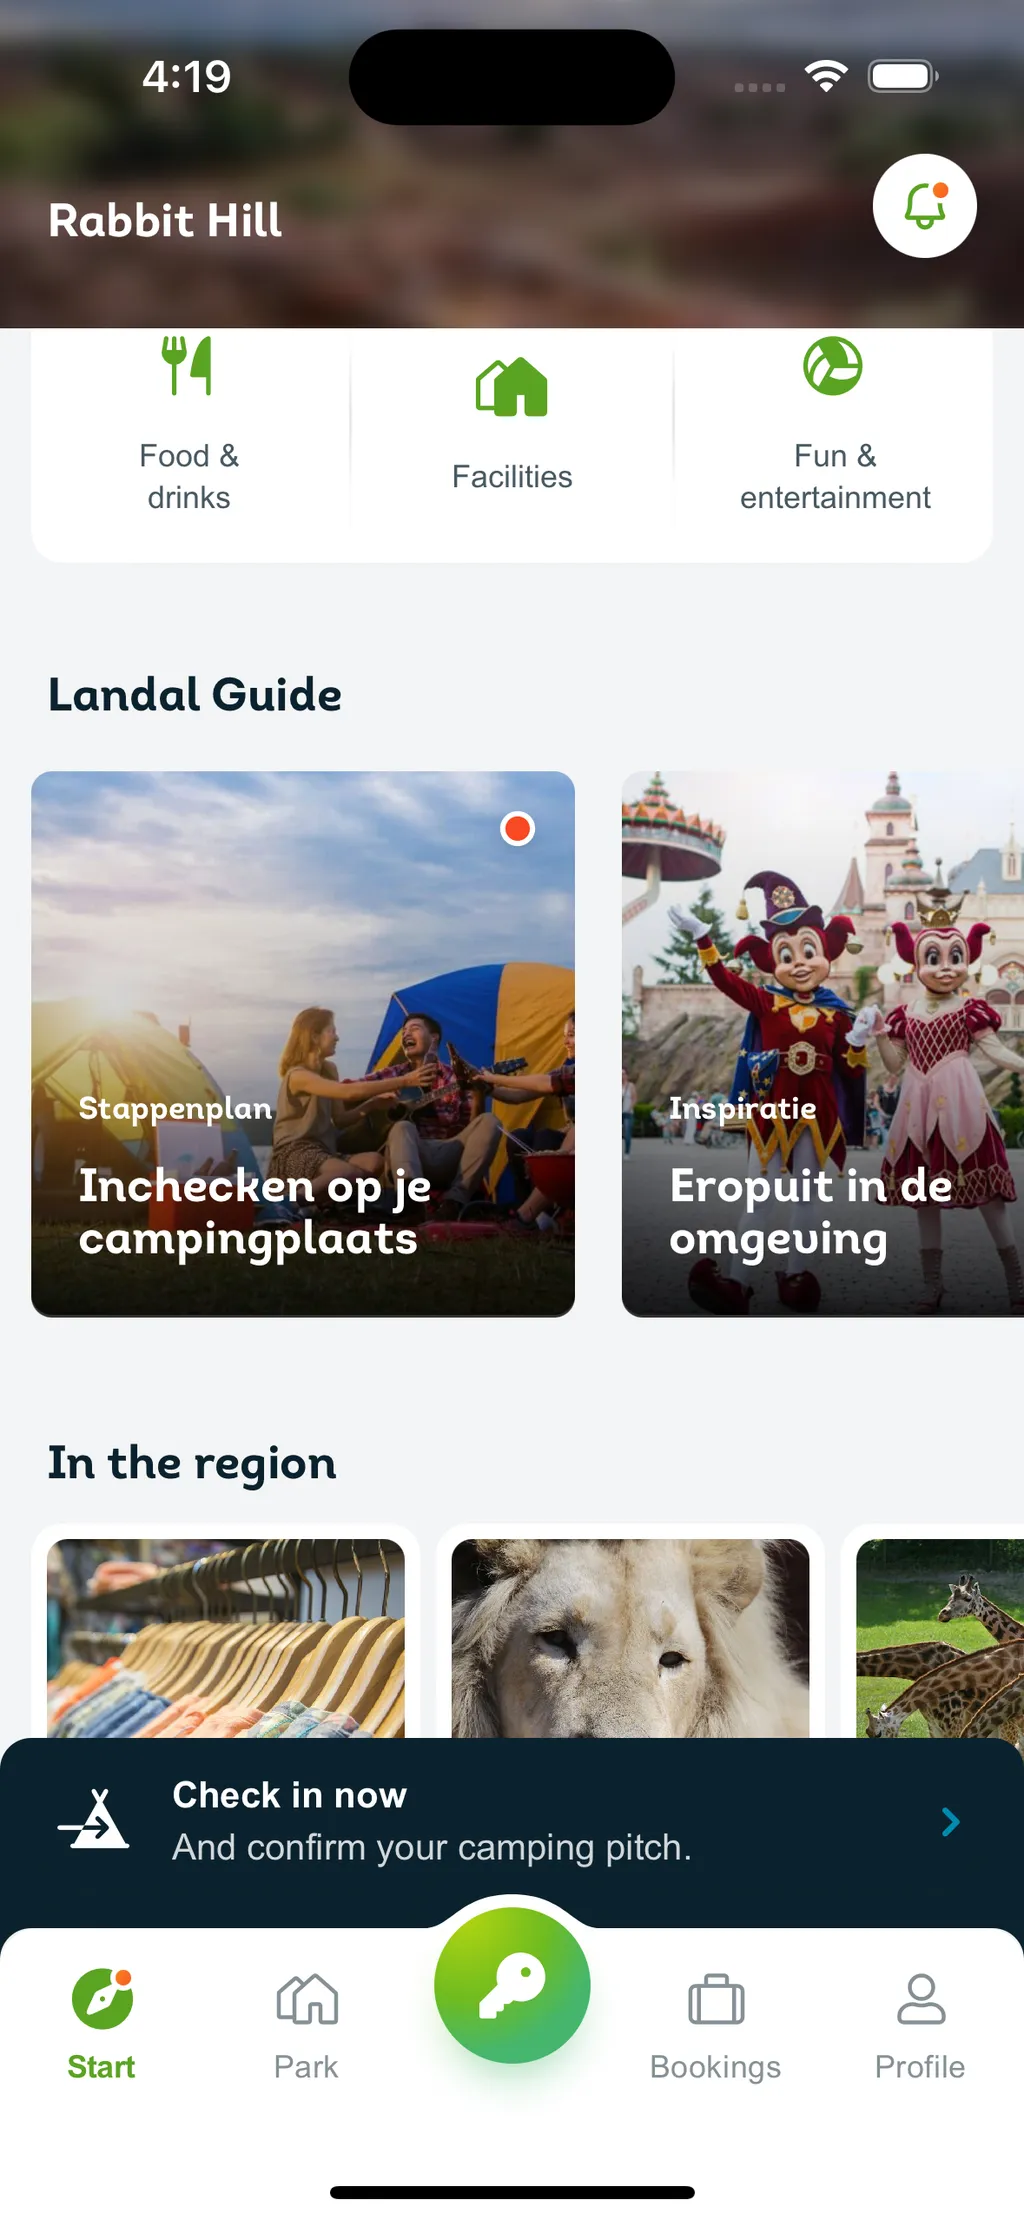 4:19
Rabbit Hill
Food &
drinks
Facilities
Fun &
entertainment
Landal Guide
Stappenplan
Inchecken op je
campingplaats
Inspiratie
Eropuit in de
omgeving
In the region
Check in now
And confirm your camping pitch.
Start
Park
Bookings
Profile